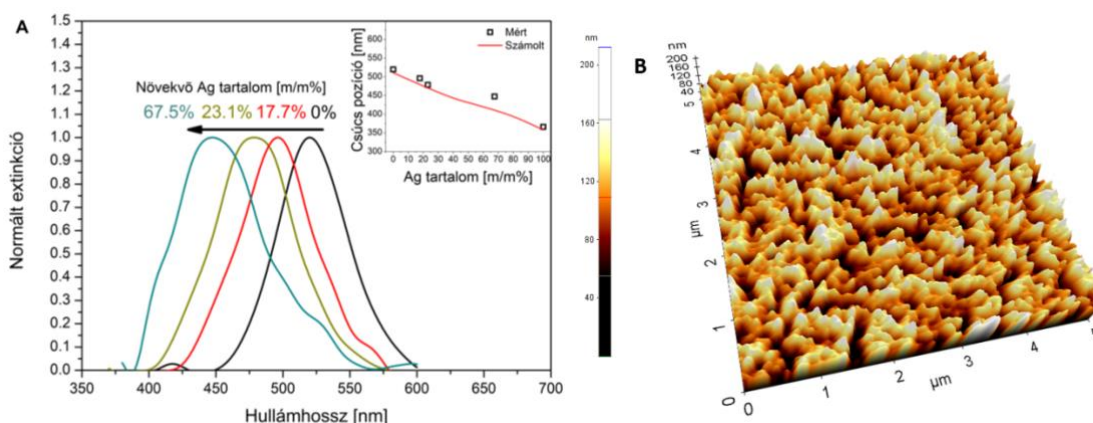 A
Normált extinkció
1.5
1.4
1.3
1.2
1.1
1.0
0.9
0.8
0.7
0.6
0.5
0.4
0.3
0.2
0.1
0.0
350 400 450 500 550 600 650 700
Hullámhossz [nm]
Növekvő Ag tartalom [m/m%]
67.5% 23.1% 17.7% 0%
Csúcs pozíció [nm]
600
550
500
450
400
350
300
0 10 20 30 40 50 60 70 80 90 100
Ag tartalom [m/m%]
Mért
Számolt
nm
200
160
120
80
40
B
nm
200
160
120
80
40
5
4
3
µm
2
1
0
0
1
2
µm
3
4